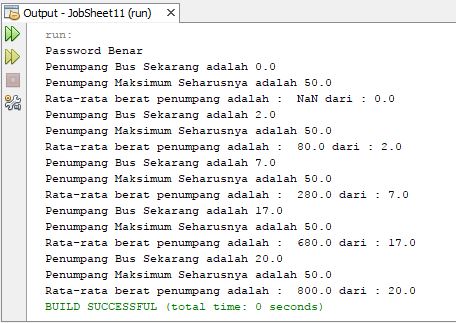 Output - JobSheet11 (run)
run:
Password Benar
Penumpang Bus Sekarang adalah 0.0
Penumpang Maksimum Seharusnya adalah 50.0
Rata-rata berat penumpang adalah :  NaN dari : 0.0
Penumpang Bus Sekarang adalah 2.0
Penumpang Maksimum Seharusnya adalah 50.0
Rata-rata berat penumpang adalah :  80.0 dari : 2.0
Penumpang Bus Sekarang adalah 7.0
Penumpang Maksimum Seharusnya adalah 50.0
Rata-rata berat penumpang adalah :  280.0 dari : 7.0
Penumpang Bus Sekarang adalah 17.0
Penumpang Maksimum Seharusnya adalah 50.0
Rata-rata berat penumpang adalah :  680.0 dari : 17.0
Penumpang Bus Sekarang adalah 20.0
Penumpang Maksimum Seharusnya adalah 50.0
Rata-rata berat penumpang adalah :  800.0 dari : 20.0
BUILD SUCCESSFUL (total time: 0 seconds)